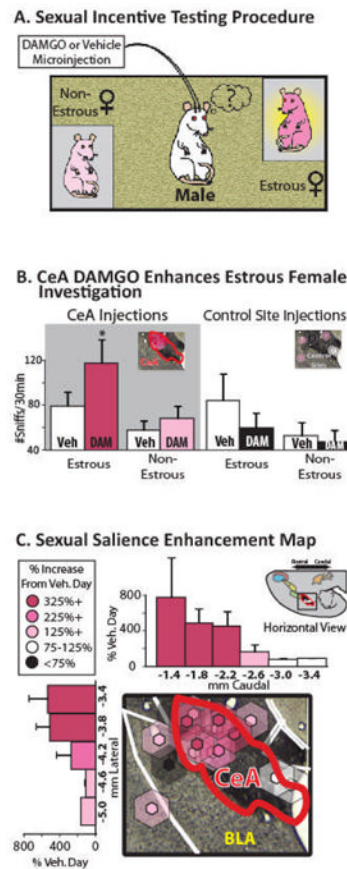 A. Sexual Incentive Testing Procedure
DAMGO or Vehicle
Microinjection
Non-
Estrous♀
?
Male
Estrous♀
B. CeA DAMGO Enhances Estrous Female
Investigation
CeA Injections
Control Site Injections
*
CeA
#Sniffs/30min
120
80
40
Veh
DAM
Veh
DAM
Veh
DAM
Veh
DAM
Estrous
Non-
Estrous
Estrous
Non-
Estrous
C. Sexual Salience Enhancement Map
% Increase
From Veh. Day
325%+
225%+
125%+
75-125%
<75%
% Veh. Day
800
400
0
-1.4
-1.8
-2.2
-2.6
-3.0
-3.4
mm Caudal
Rostral
Caudal
Horizontal View
-3.4
-3.8
-4.2
-4.6
-5.0
mm Lateral
800
400
0
% Veh. Day
CeA
BLA